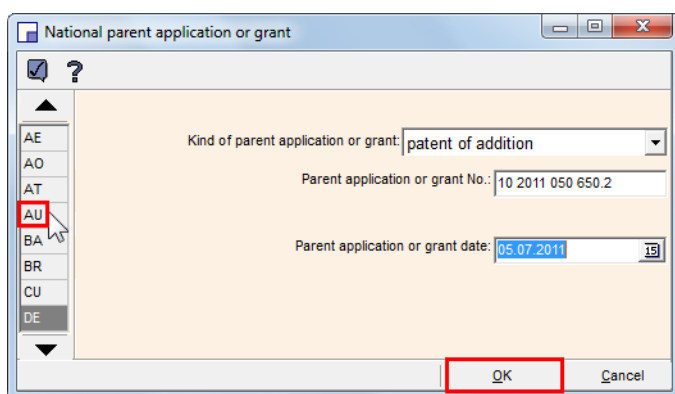 National parent application or grant
?
AE
AO
AT
AU
BA
BR
CU
DE
Kind of parent application or grant: patent of addition
Parent application or grant No.: 10 2011 050 650.2
Parent application or grant date: 05.07.2011 15
OK Cancel